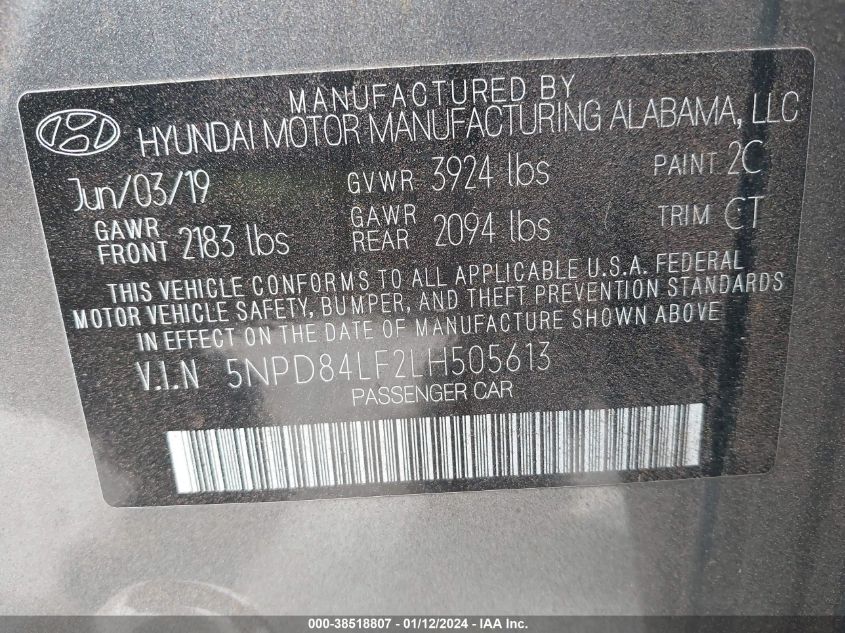 MANUFACTURED BY
HYUNDAI MOTOR MANUFACTURING ALABAMA, LLC
Jun/03/19 GVWR 3924 lbs PAINT 2C
GAWR FRONT 2183 lbs GAWR REAR 2094 lbs TRIM CT
THIS VEHICLE CONFORMS TO ALL APPLICABLE U.S.A. FEDERAL
MOTOR VEHICLE SAFETY, BUMPER, AND THEFT PREVENTION STANDARDS
IN EFFECT ON THE DATE OF MANUFACTURE SHOWN ABOVE
V.I.N 5NPD84LF2LH505613
PASSENGER CAR
000-38518807 - 01/12/2024 - IAA Inc.